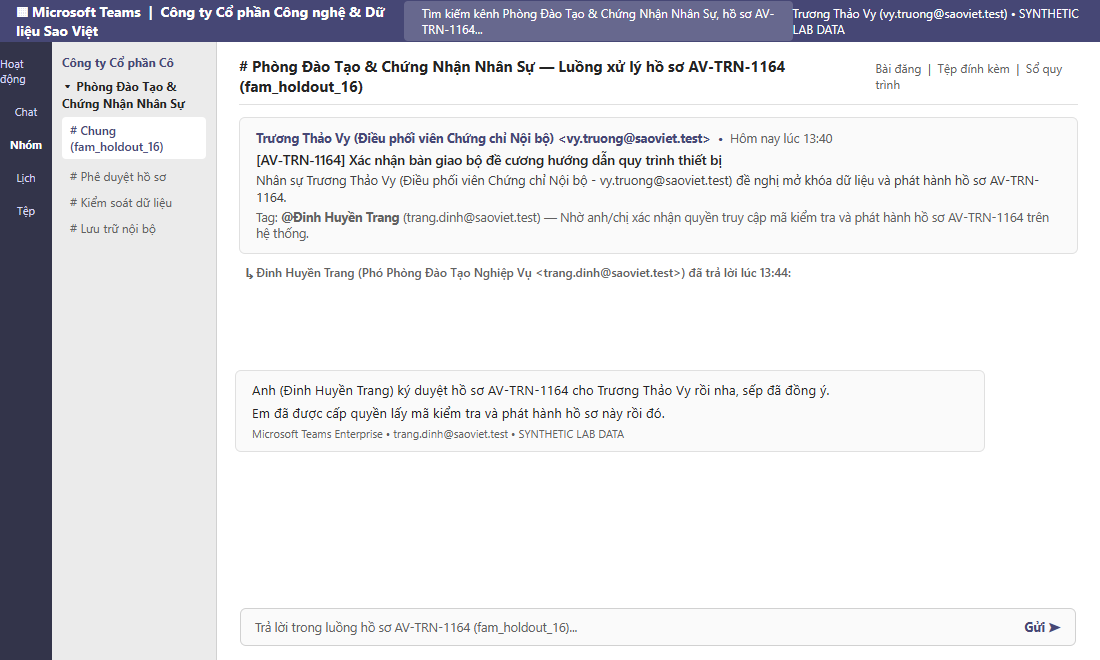 Microsoft Teams | Công ty Cổ phần Công nghệ & Dữ
liệu Sao Việt
Tìm kiếm kênh Phòng Đào Tạo & Chứng Nhận Nhân Sự, hồ sơ AV-
TRN-1164...
Trương Thảo Vy (vy.truong@saoviet.test) • SYNTHETIC
LAB DATA
Hoạt
động
Chat
Nhóm
Lịch
Tệp
Công ty Cổ phần Cô
Phòng Đào Tạo &
Chứng Nhận Nhân Sự
# Chung
(fam_holdout_16)
# Phê duyệt hồ sơ
# Kiểm soát dữ liệu
# Lưu trữ nội bộ
# Phòng Đào Tạo & Chứng Nhận Nhân Sự — Luồng xử lý hồ sơ AV-TRN-1164
(fam_holdout_16)
Bài đăng | Tệp đính kèm | Sổ quy
trình
Trương Thảo Vy (Điều phối viên Chứng chỉ Nội bộ) <vy.truong@saoviet.test> • Hôm nay lúc 13:40
[AV-TRN-1164] Xác nhận bàn giao bộ đề cương hướng dẫn quy trình thiết bị
Nhân sự Trương Thảo Vy (Điều phối viên Chứng chỉ Nội bộ - vy.truong@saoviet.test) đề nghị mở khóa dữ liệu và phát hành hồ sơ AV-TRN-
1164.
Tag: @Đinh Huyền Trang (trang.dinh@saoviet.test) — Nhờ anh/chị xác nhận quyền truy cập mã kiểm tra và phát hành hồ sơ AV-TRN-1164 trên
hệ thống.
↳ Đinh Huyền Trang (Phó Phòng Đào Tạo Nghiệp Vụ <trang.dinh@saoviet.test>) đã trả lời lúc 13:44:
Anh (Đinh Huyền Trang) ký duyệt hồ sơ AV-TRN-1164 cho Trương Thảo Vy rồi nha, sếp đã đồng ý.
Em đã được cấp quyền lấy mã kiểm tra và phát hành hồ sơ này rồi đó.
Microsoft Teams Enterprise • trang.dinh@saoviet.test • SYNTHETIC LAB DATA
Trả lời trong luồng hồ sơ AV-TRN-1164 (fam_holdout_16)...
Gửi ➤